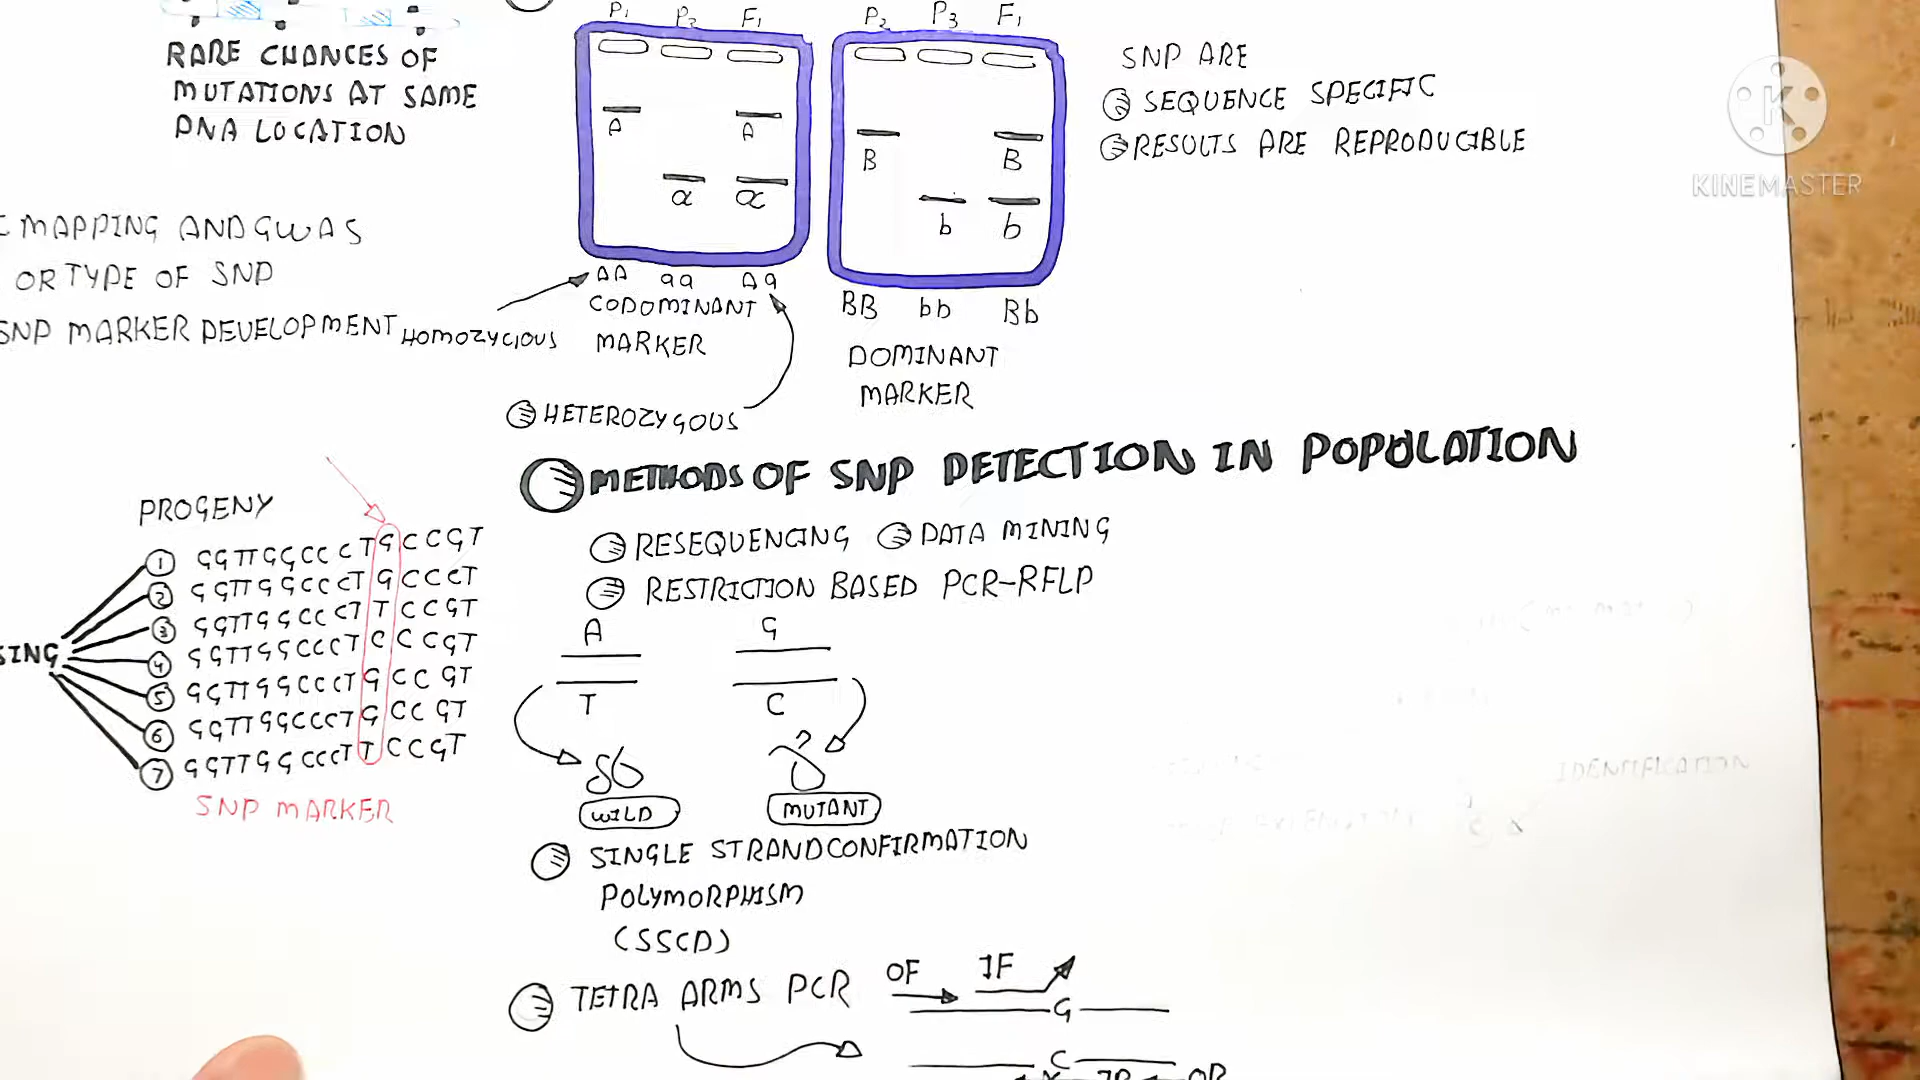 RARE CHANCES OF
MUTATIONS AT SAME
DNA LOCATION
MAPPING AND GWAS
OR TYPE OF SNP
SNP MARKER DEVELOPMENT
P1 P2 F1
A A
a a
AA aa Aa
CODOMINANT
MARKER
HOMOZYGIOUS
HETEROZYGOUS
P2 P3 F1
B B
b b
BB bb Bb
DOMINANT
MARKER
SNP ARE
SEQUENCE SPECIFIC
RESULTS ARE REPRODUCIBLE
KINEMASTER
PROGENY
1 GGTTGGCCCTGCCGT
2 GGTTGGCCCTGCCCT
3 GGTTGGCCCTTCCGT
4 GGTTGGCCCTCCCGT
5 GGTTGGCCCTGCCGT
6 GGTTGGCCCTGCCGT
7 GGTTGGCCCTTCCGT
SNP MARKER
METHODS OF SNP DETECTION IN POPULATION
RESEQUENCING DATA MINING
RESTRICTION BASED PCR-RFLP
A G
T C
WILD MUTANT
SINGLE STRANDCONFIRMATION
POLYMORPHISM
(SSCD)
TETRA ARMS PCR OF IF
G
C